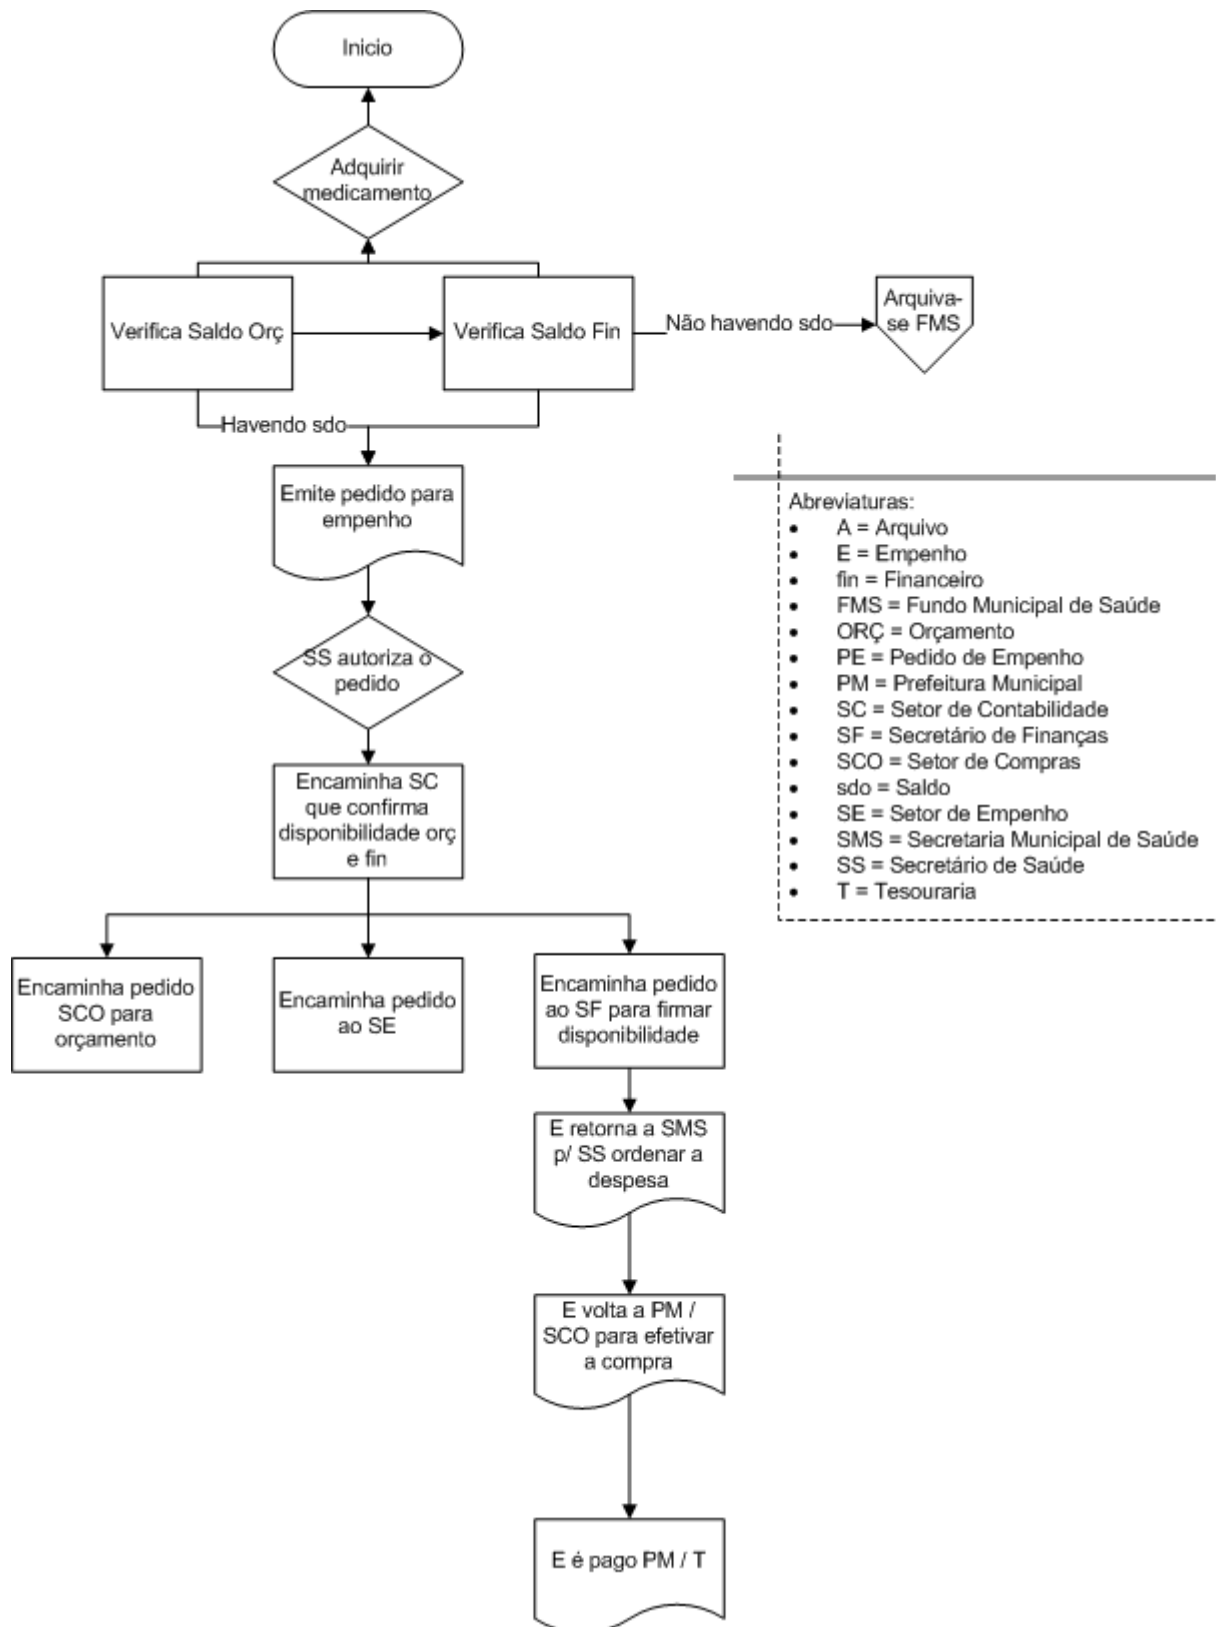 Inicio
Adquirir
medicamento
Verifica Saldo Orç
Verifica Saldo Fin
Não havendo sdo
Arquiva-
se FMS
Havendo sdo
Emite pedido para
empenho
SS autoriza o
pedido
Encaminha SC
que confirma
disponibilidade orç
e fin
Encaminha pedido
SCO para
orçamento
Encaminha pedido
ao SE
Encaminha pedido
ao SF para firmar
disponibilidade
E retorna a SMS
p/ SS ordenar a
despesa
E volta a PM /
SCO para efetivar
a compra
E é pago PM / T
Abreviaturas:
• A = Arquivo
• E = Empenho
• fin = Financeiro
• FMS = Fundo Municipal de Saúde
• ORÇ = Orçamento
• PE = Pedido de Empenho
• PM = Prefeitura Municipal
• SC = Setor de Contabilidade
• SF = Secretário de Finanças
• SCO = Setor de Compras
• sdo = Saldo
• SE = Setor de Empenho
• SMS = Secretaria Municipal de Saúde
• SS = Secretário de Saúde
• T = Tesouraria